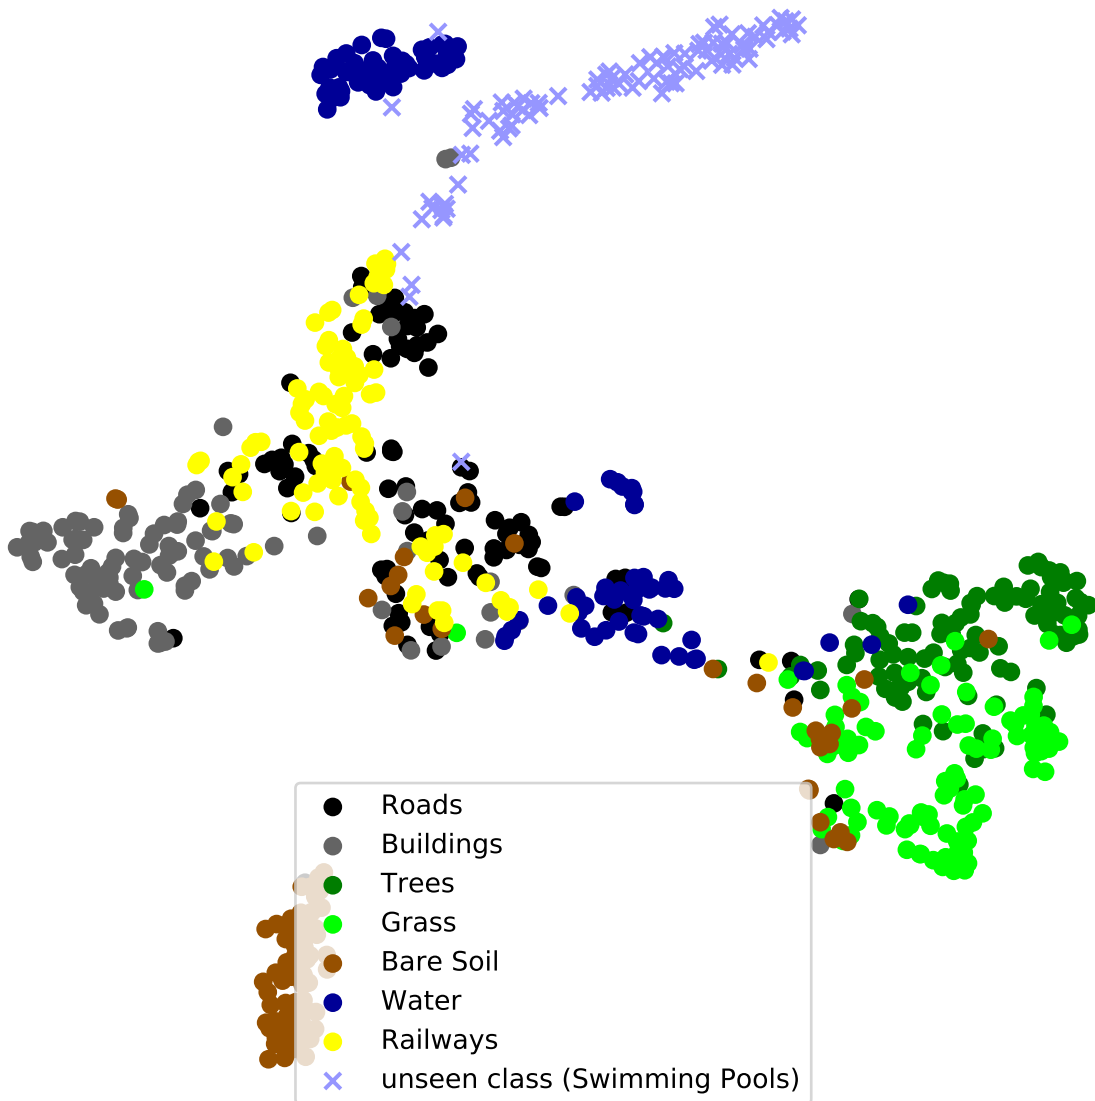 Roads
Buildings
Trees
Grass
Bare Soil
Water
Railways
unseen class (Swimming Pools)